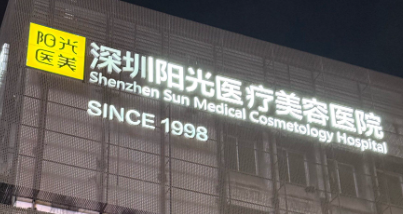 阳光
医美
深圳阳光医疗美容医院
Shenzhen Sun Medical Cosmetology Hospital
SINCE 1998